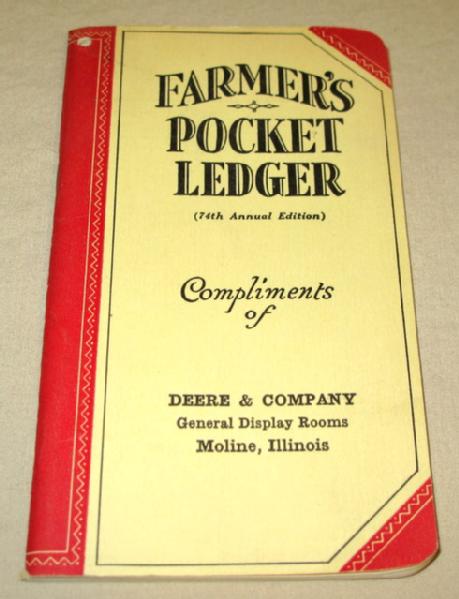 FARMER'S
POCKET
LEDGER
(74th Annual Edition)
Compliments
of
DEERE & COMPANY
General Display Rooms
Moline, Illinois